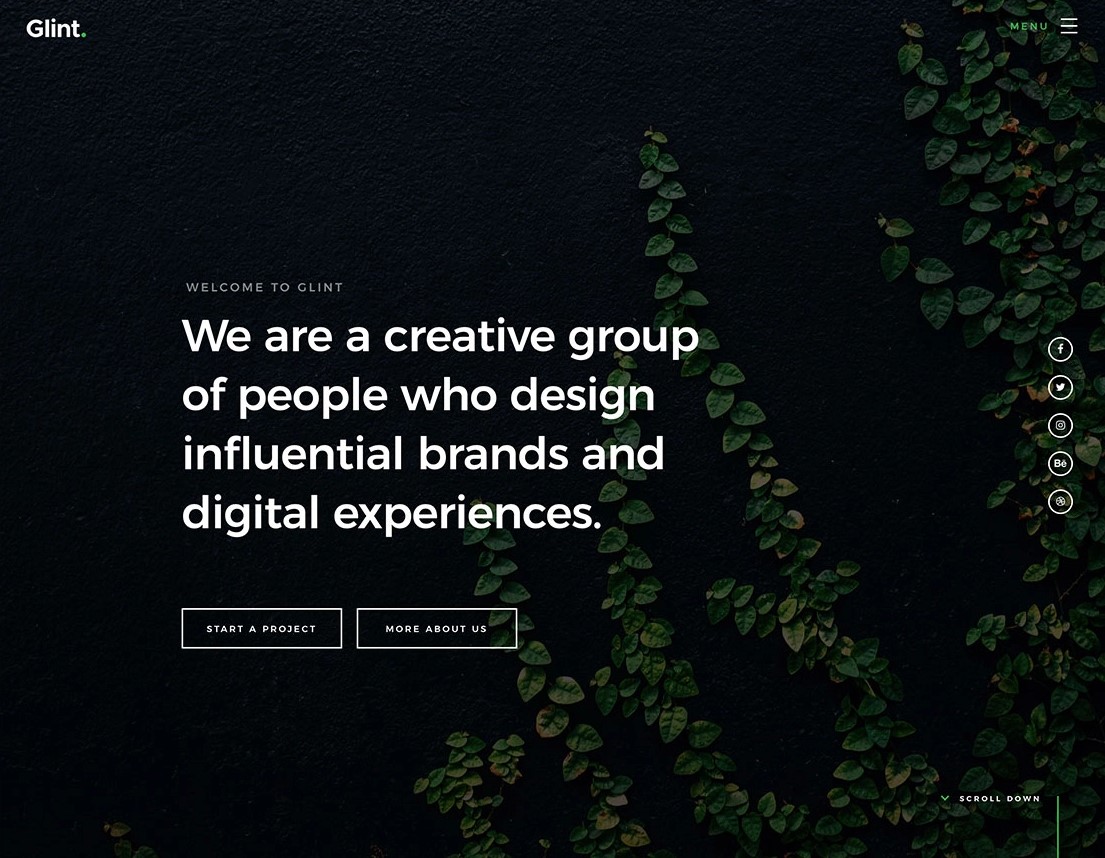 Glint.
MENU
WELCOME TO GLINT
We are a creative group
of people who design
influential brands and
digital experiences.
START A PROJECT
MORE ABOUT US
Bē
SCROLL DOWN